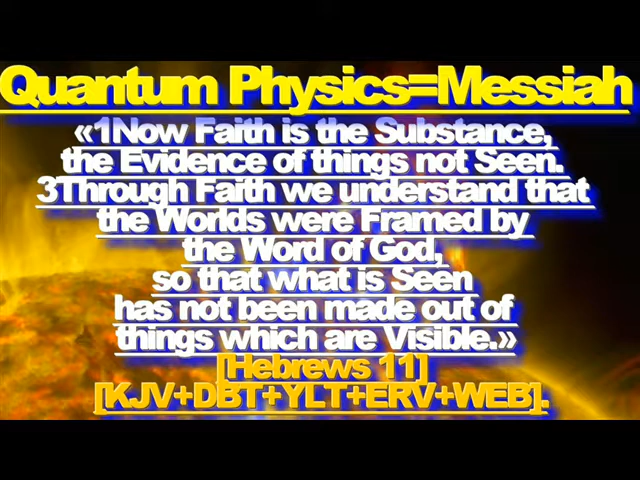 Quantum Physics=Messiah
«1Now Faith is the Substance,
the Evidence of things not Seen.
3Through Faith we understand that
the Worlds were Framed by
the Word of God,
so that what is Seen
has not been made out of
things which are Visible.»
[Hebrews 11]
[KJV+DBT+YLT+ERV+WEB].